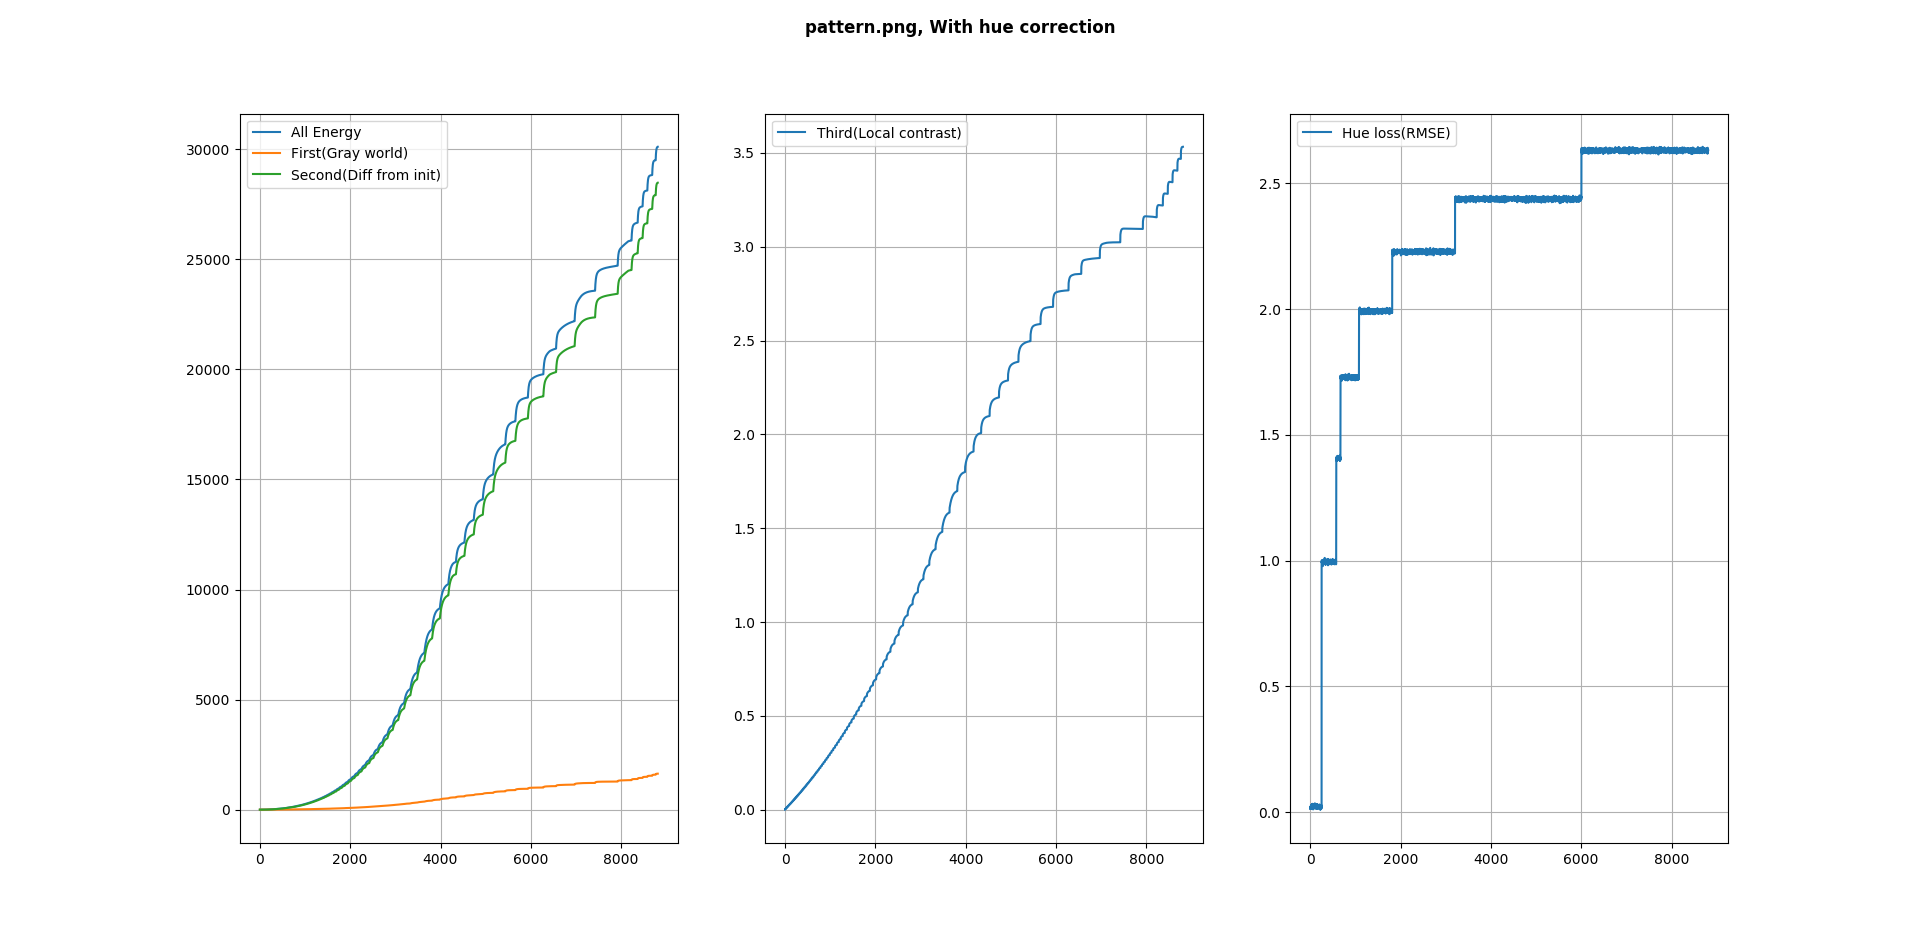 pattern.png, With hue correction
All Energy
First(Gray world)
Second(Diff from init)
30000
25000
20000
15000
10000
5000
0
0 2000 4000 6000 8000
Third(Local contrast)
3.5
3.0
2.5
2.0
1.5
1.0
0.5
0.0
0 2000 4000 6000 8000
Hue loss(RMSE)
2.5
2.0
1.5
1.0
0.5
0.0
0 2000 4000 6000 8000